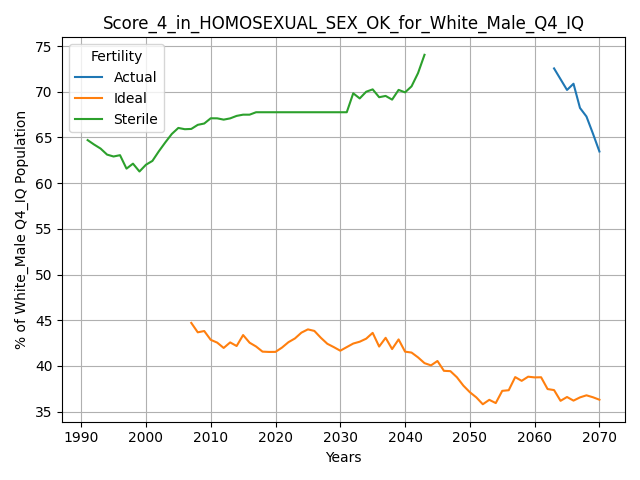 Score_4_in_HOMOSEXUAL_SEX_OK_for_White_Male_Q4_IQ
75
70
65
60
55
50
45
40
35
% of White_Male Q4_IQ Population
Fertility
Actual
Ideal
Sterile
1990 2000 2010 2020 2030 2040 2050 2060 2070
Years